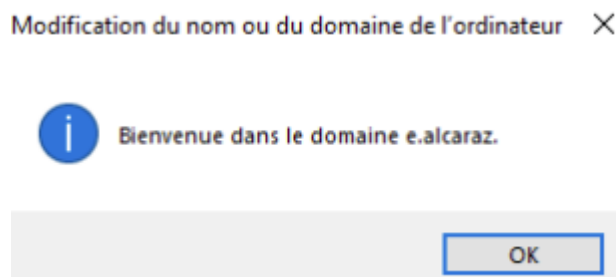 Modification du nom ou du domaine de l'ordinateur
Bienvenue dans le domaine e.alcaraz.
OK